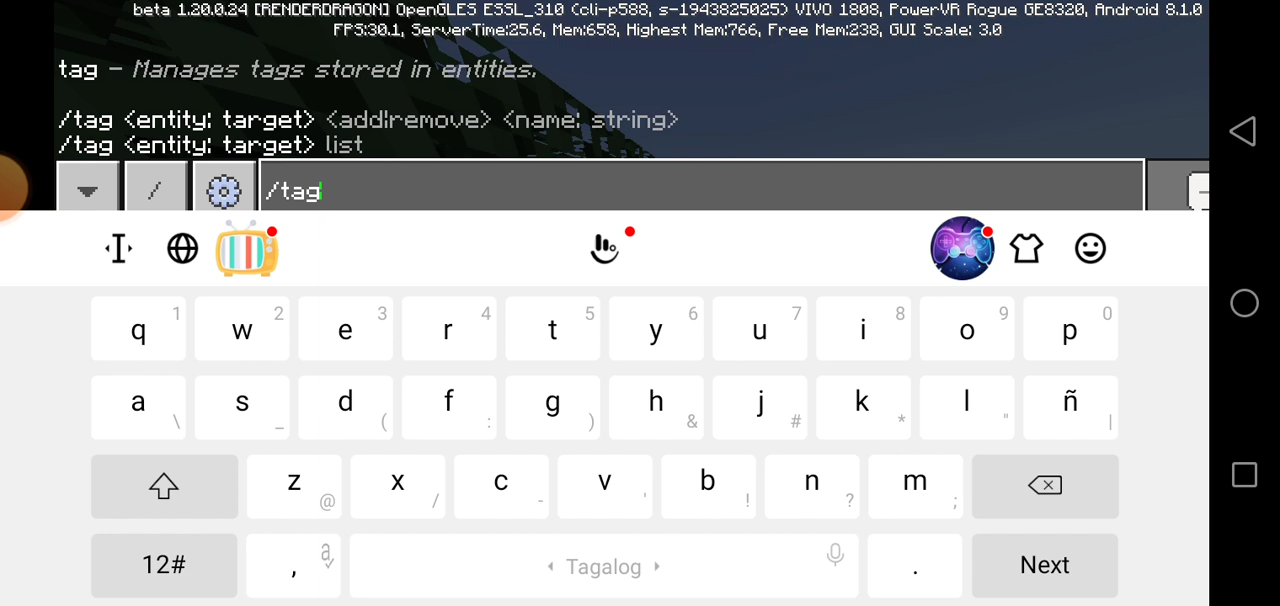 beta 1.20.0.24 [RENDERDRAGON] OpenGLES ESSL_310 (cli-p588, s-1943825025) VIVO 1808, PowerVR Rogue GE8320, Android 8.1.0
FPS:30.1, ServerTime:25.6, Mem:658, Highest Mem:766, Free Mem:238, GUI Scale: 3.0
tag – Manages tags stored in entities.
/tag <entity: target> <add|remove> <name: string>
/tag <entity: target> list
/ /tag
q 1 w 2 e 3 r 4 t 5 y 6 u 7 i 8 o 9 p 0
a \ s _ d ( f : g ) h & j # k * l " ñ |
z @ x / c - v ' b ! n ? m ;
12# , a Tagalog . Next